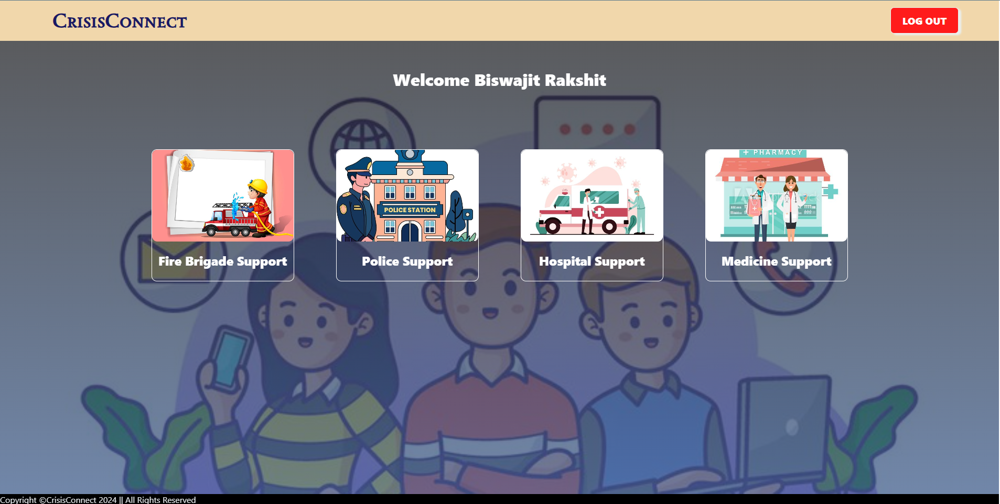 CrisisConnect
LOG OUT
Welcome Biswajit Rakshit
+ PHARMACY
POLICE STATION
Fire Brigade Support
Police Support
Hospital Support
Medicine Support
Copyright ©CrisisConnect 2024 || All Rights Reserved